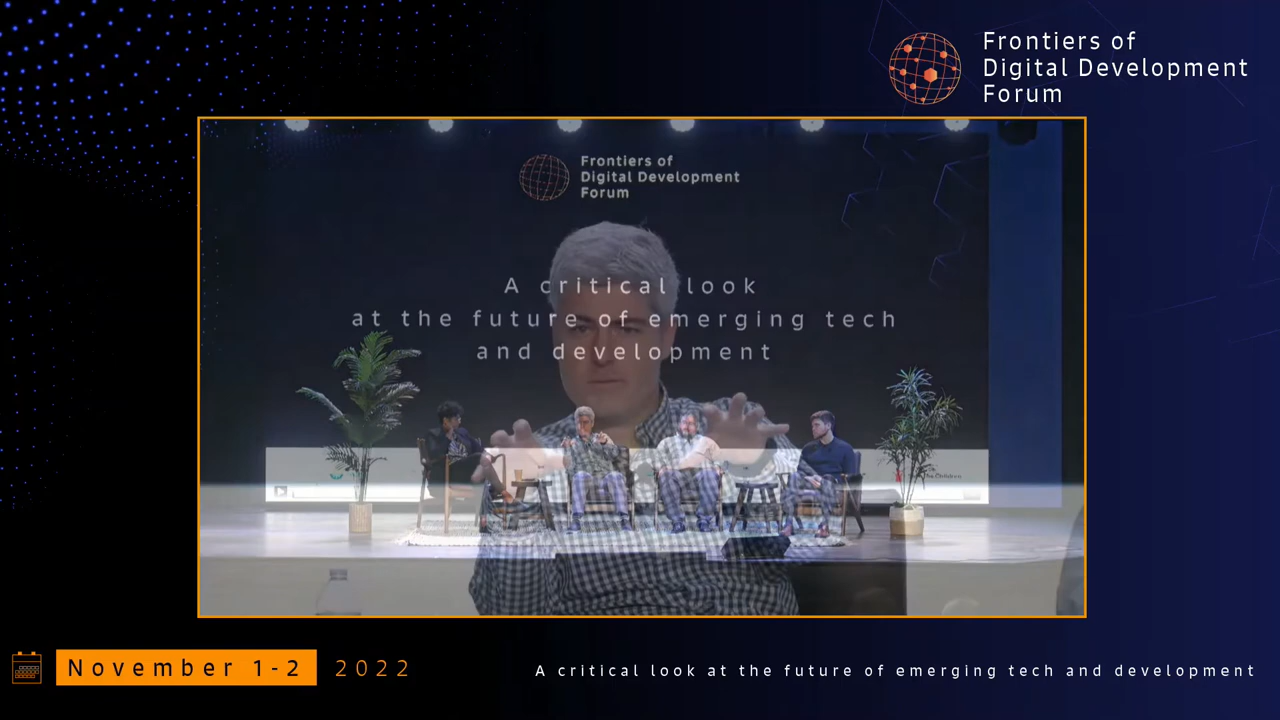 Frontiers of
Digital Development
Forum
Frontiers of
Digital Development
Forum
A critical look
at the future of emerging tech
and development
November 1-2 2022
A critical look at the future of emerging tech and development